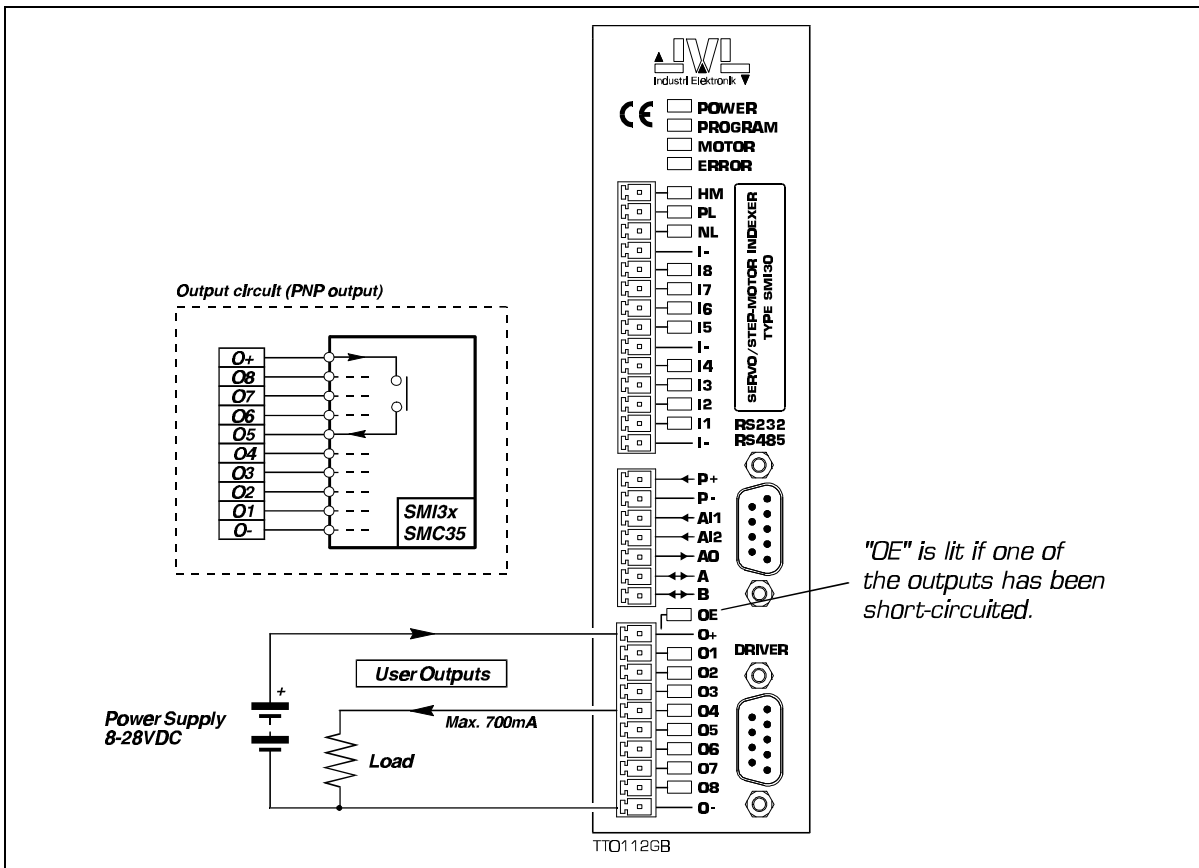 JVL
Industri Elektronik
CE
POWER
PROGRAM
MOTOR
ERROR
HM
PL
NL
I-
I8
I7
I6
I5
I-
I4
I3
I2
I1
I-
SERVO/STEP-MOTOR INDEXER
TYPE SMI30
RS232
RS485
P+
P-
AI1
AI2
AO
A
B
OE
O+
O1
O2
O3
O4
O5
O6
O7
O8
O-
DRIVER
Output circuit (PNP output)
O+
O8
O7
O6
O5
O4
O3
O2
O1
O-
SMI3x
SMC35
"OE" is lit if one of
the outputs has been
short-circuited.
User Outputs
Max. 700mA
+
Power Supply
8-28VDC
Load
TT0112GB